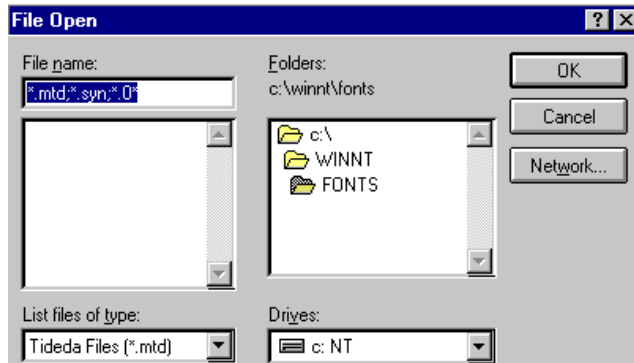 File Open
File name:
*.mtd;*.syn;*.0*
Folders:
c:\winnt\fonts
c:\
WINNT
FONTS
OK
Cancel
Network...
List files of type:
Tideda Files (*.mtd)
Drives:
c: NT